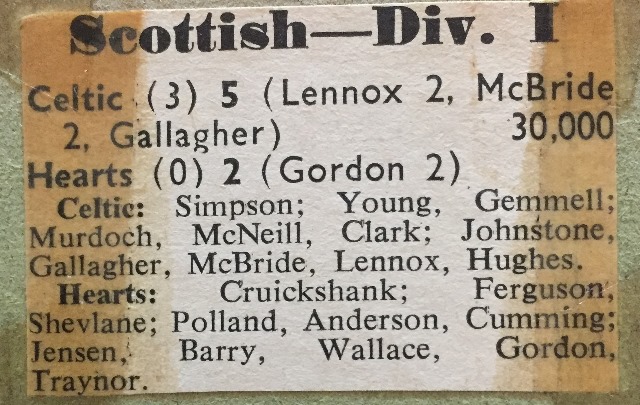 Scottish—Div. I
Celtic (3) 5 (Lennox 2, McBride
2, Gallagher) 30,000
Hearts (0) 2 (Gordon 2)
Celtic: Simpson; Young, Gemmell;
Murdoch, McNeill, Clark; Johnstone,
Gallagher, McBride, Lennox, Hughes.
Hearts: Cruickshank; Ferguson,
Shevlane; Polland, Anderson, Cumming;
Jensen, Barry, Wallace, Gordon,
Traynor.